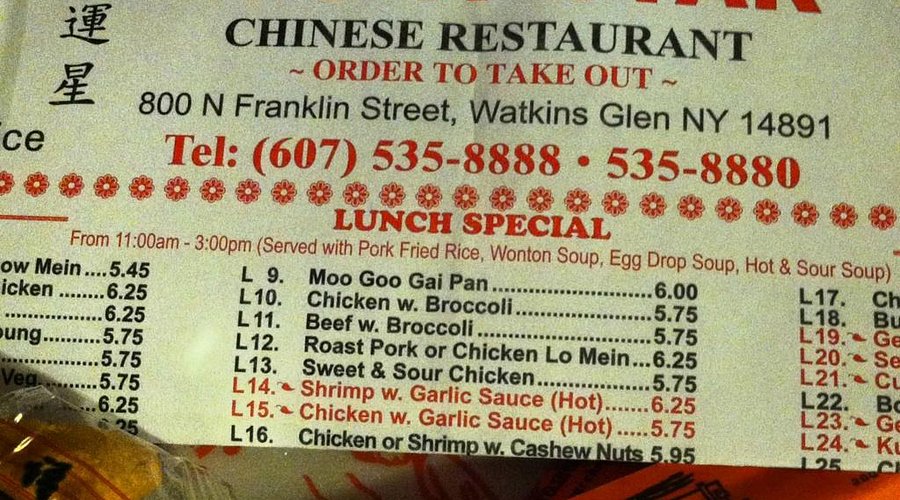 運
星
CHINESE RESTAURANT
~ ORDER TO TAKE OUT ~
800 N Franklin Street, Watkins Glen NY 14891
Tel: (607) 535-8888 • 535-8880
LUNCH SPECIAL
From 11:00am - 3:00pm (Served with Pork Fried Rice, Wonton Soup, Egg Drop Soup, Hot & Sour Soup)
Mein....5.45
........6.25
........6.25
........5.75
........5.75
Veg.........5.75
...6.25
L 9. Moo Goo Gai Pan..............................6.00
L10. Chicken w. Broccoli.........................5.75
L11. Beef w. Broccoli..............................5.75
L12. Roast Pork or Chicken Lo Mein...6.25
L13. Sweet & Sour Chicken....................5.75
L14. Shrimp w. Garlic Sauce (Hot).......6.25
L15. Chicken w. Garlic Sauce (Hot) .....5.75
L16. Chicken or Shrimp w. Cashew Nuts 5.95
L17.
L18.
L19.
L20.
L21.
L22.
L23.
L24.
L25